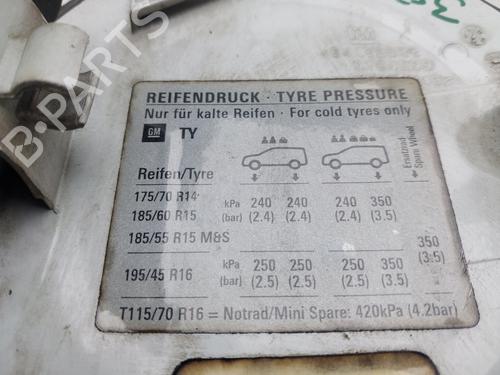 REIFENDRUCK · TYRE PRESSURE
Nur für kalte Reifen · For cold tyres only
GM TY
Ersatzrad
Spare Wheel
Reifen/Tyre
175/70 R14 kPa 240 240 240 350
185/60 R15 (bar) (2.4) (2.4) (2.4) (3.5)
185/55 R15 M&S
350
(3.5)
195/45 R16 kPa 250 250 250 350
(bar) (2.5) (2.5) (2.5) (3.5)
T115/70 R16 = Notrad/Mini Spare: 420kPa (4.2bar)
B-PARTS